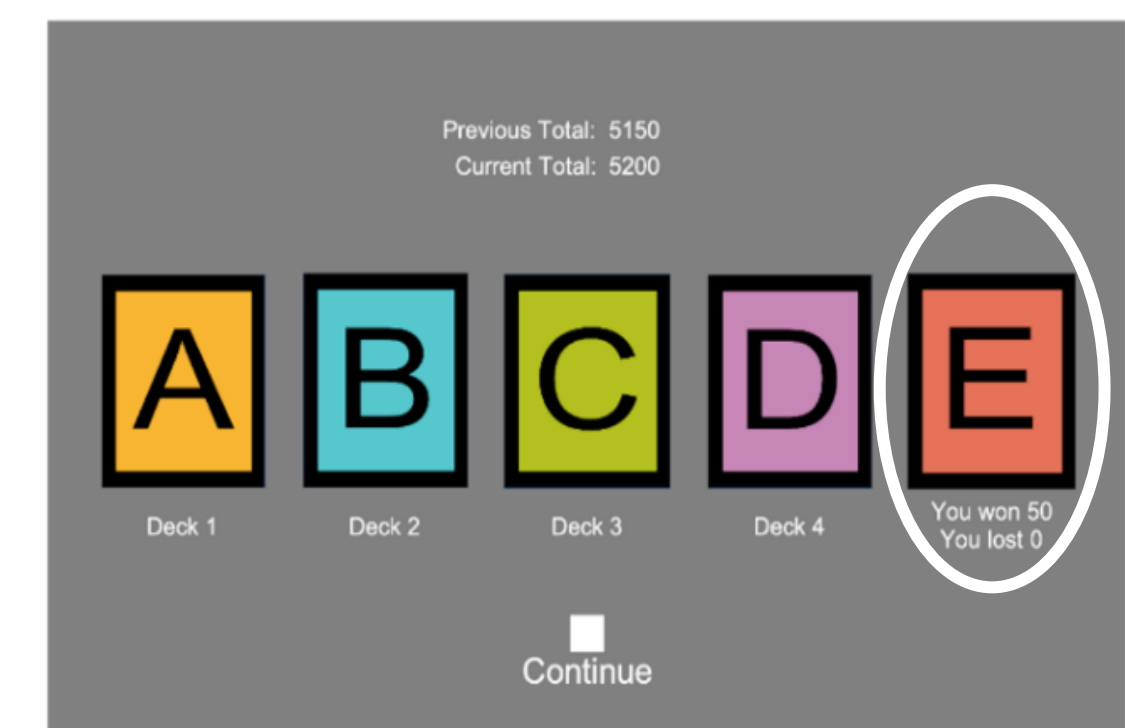 Previous Total: 5150
Current Total: 5200
A B C D E
Deck 1 Deck 2 Deck 3 Deck 4 You won 50
You lost 0
Continue